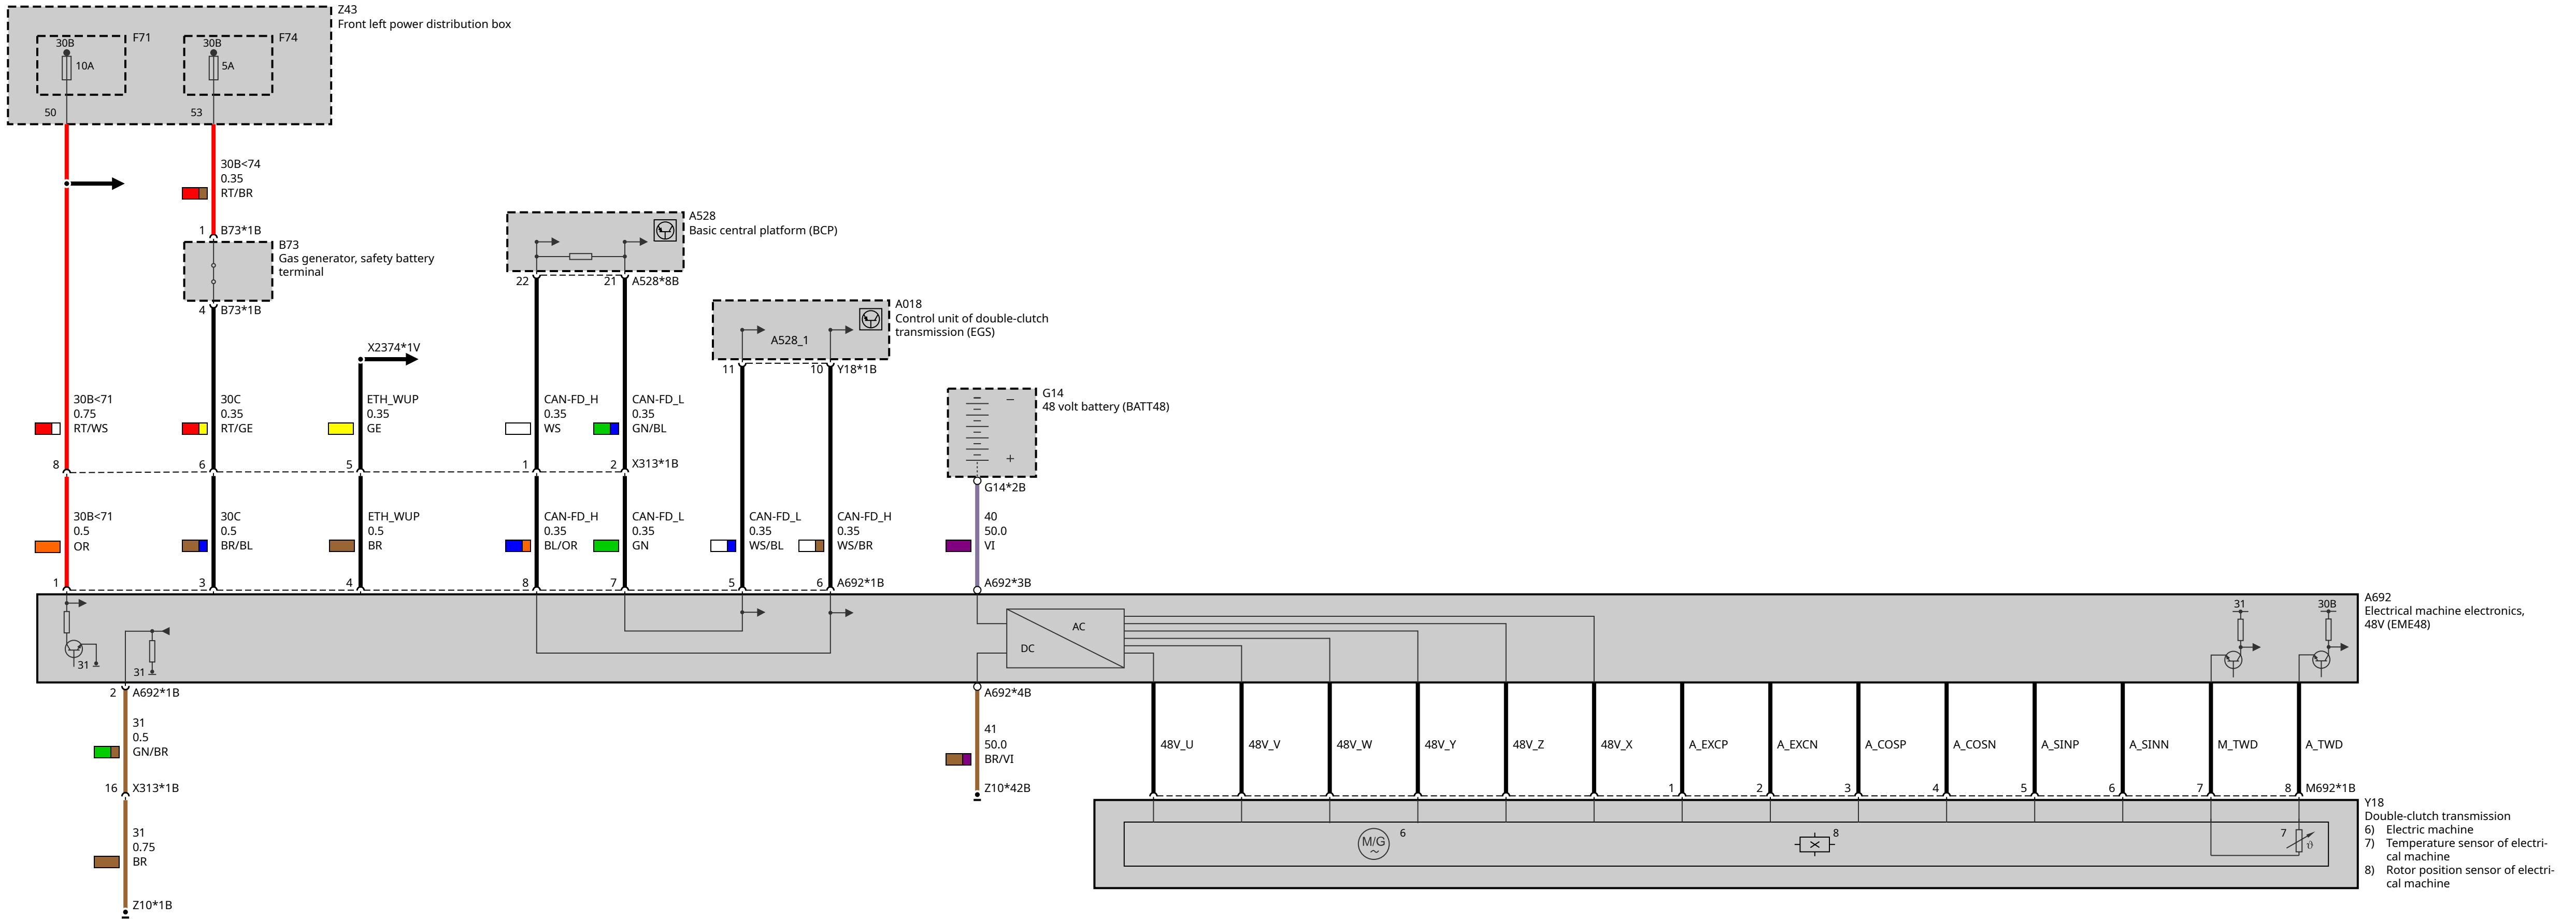 Z43
Front left power distribution box
30B
F71
30B
F74
10A
5A
50
53
30B<74
0.35
RT/BR
1
B73*1B
B73
Gas generator, safety battery
terminal
4
B73*1B
A528
Basic central platform (BCP)
22
21
A528*8B
A018
Control unit of double-clutch
transmission (EGS)
A528_1
11
10
Y18*1B
X2374*1V
G14
48 volt battery (BATT48)
−
+
G14*2B
30B<71
0.75
RT/WS
30C
0.35
RT/GE
ETH_WUP
0.35
GE
CAN-FD_H
0.35
WS
CAN-FD_L
0.35
GN/BL
8
6
5
1
2
X313*1B
30B<71
0.5
OR
30C
0.5
BR/BL
ETH_WUP
0.5
BR
CAN-FD_H
0.35
BL/OR
CAN-FD_L
0.35
GN
CAN-FD_L
0.35
WS/BL
CAN-FD_H
0.35
WS/BR
40
50.0
VI
1
3
4
8
7
5
6
A692*1B
A692*3B
A692
Electrical machine electronics,
48V (EME48)
31
31
AC
DC
31
30B
2
A692*1B
A692*4B
31
0.5
GN/BR
41
50.0
BR/VI
48V_U
48V_V
48V_W
48V_Y
48V_Z
48V_X
A_EXCP
A_EXCN
A_COSP
A_COSN
A_SINP
A_SINN
M_TWD
A_TWD
16
X313*1B
Z10*42B
1
2
3
4
5
6
7
8
M692*1B
Y18
Double-clutch transmission
6) Electric machine
7) Temperature sensor of electri-
cal machine
8) Rotor position sensor of electri-
cal machine
M/G
~
6
8
7
ϑ
31
0.75
BR
Z10*1B